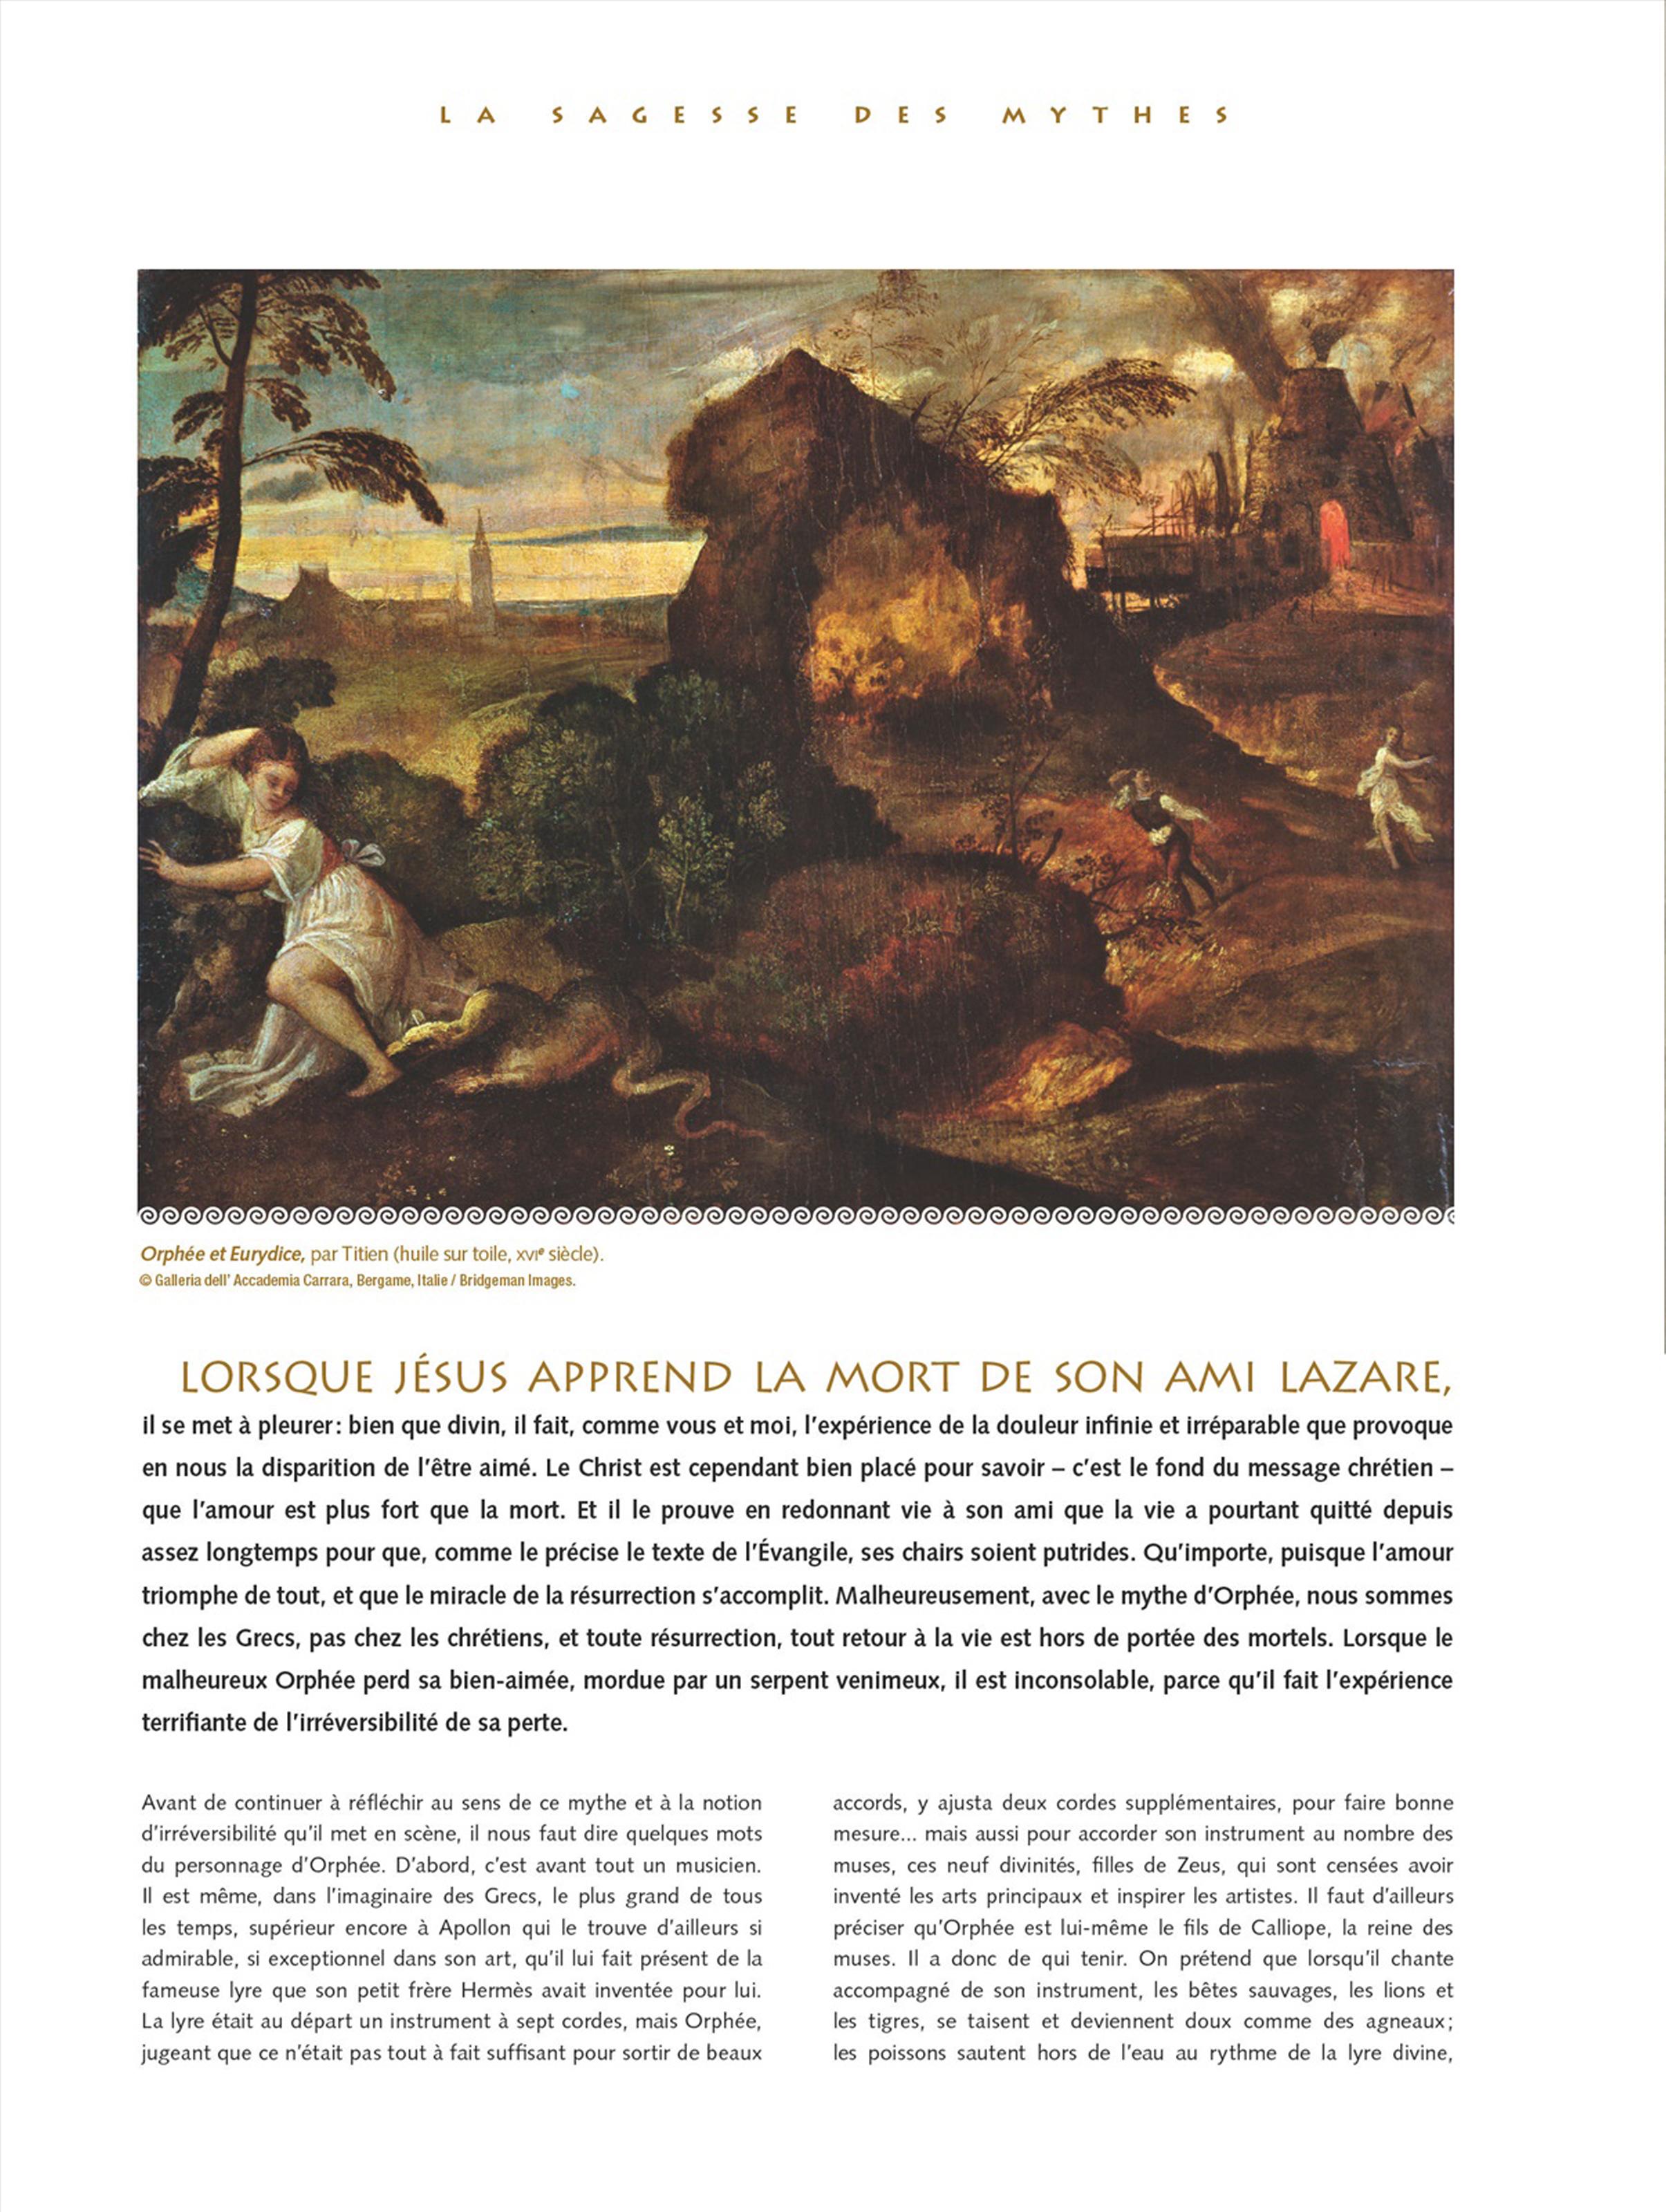 LA SAGESSE DES MYTHES
Orphée et Eurydice, par Titien (huile sur toile, XVIe siècle).
© Galleria dell' Accademia Carrara, Bergame, Italie / Bridgeman Images.
LORSQUE JÉSUS APPREND LA MORT DE SON AMI LAZARE,
il se met à pleurer : bien que divin, il fait, comme vous et moi, l'expérience de la douleur infinie et irréparable que provoque
en nous la disparition de l'être aimé. Le Christ est cependant bien placé pour savoir – c'est le fond du message chrétien –
que l'amour est plus fort que la mort. Et il le prouve en redonnant vie à son ami que la vie a pourtant quitté depuis
assez longtemps pour que, comme le précise le texte de l'Évangile, ses chairs soient putrides. Qu'importe, puisque l'amour
triomphe de tout, et que le miracle de la résurrection s'accomplit. Malheureusement, avec le mythe d'Orphée, nous sommes
chez les Grecs, pas chez les chrétiens, et toute résurrection, tout retour à la vie est hors de portée des mortels. Lorsque le
malheureux Orphée perd sa bien-aimée, mordue par un serpent venimeux, il est inconsolable, parce qu'il fait l'expérience
terrifiante de l'irréversibilité de sa perte.
Avant de continuer à réfléchir au sens de ce mythe et à la notion
d'irréversibilité qu'il met en scène, il nous faut dire quelques mots
du personnage d'Orphée. D'abord, c'est avant tout un musicien.
Il est même, dans l'imaginaire des Grecs, le plus grand de tous
les temps, supérieur encore à Apollon qui le trouve d'ailleurs si
admirable, si exceptionnel dans son art, qu'il lui fait présent de la
fameuse lyre que son petit frère Hermès avait inventée pour lui.
La lyre était au départ un instrument à sept cordes, mais Orphée,
jugeant que ce n'était pas tout à fait suffisant pour sortir de beaux
accords, y ajusta deux cordes supplémentaires, pour faire bonne
mesure... mais aussi pour accorder son instrument au nombre des
muses, ces neuf divinités, filles de Zeus, qui sont censées avoir
inventé les arts principaux et inspirer les artistes. Il faut d'ailleurs
préciser qu'Orphée est lui-même le fils de Calliope, la reine des
muses. Il a donc de qui tenir. On prétend que lorsqu'il chante
accompagné de son instrument, les bêtes sauvages, les lions et
les tigres, se taisent et deviennent doux comme des agneaux ;
les poissons sautent hors de l'eau au rythme de la lyre divine,